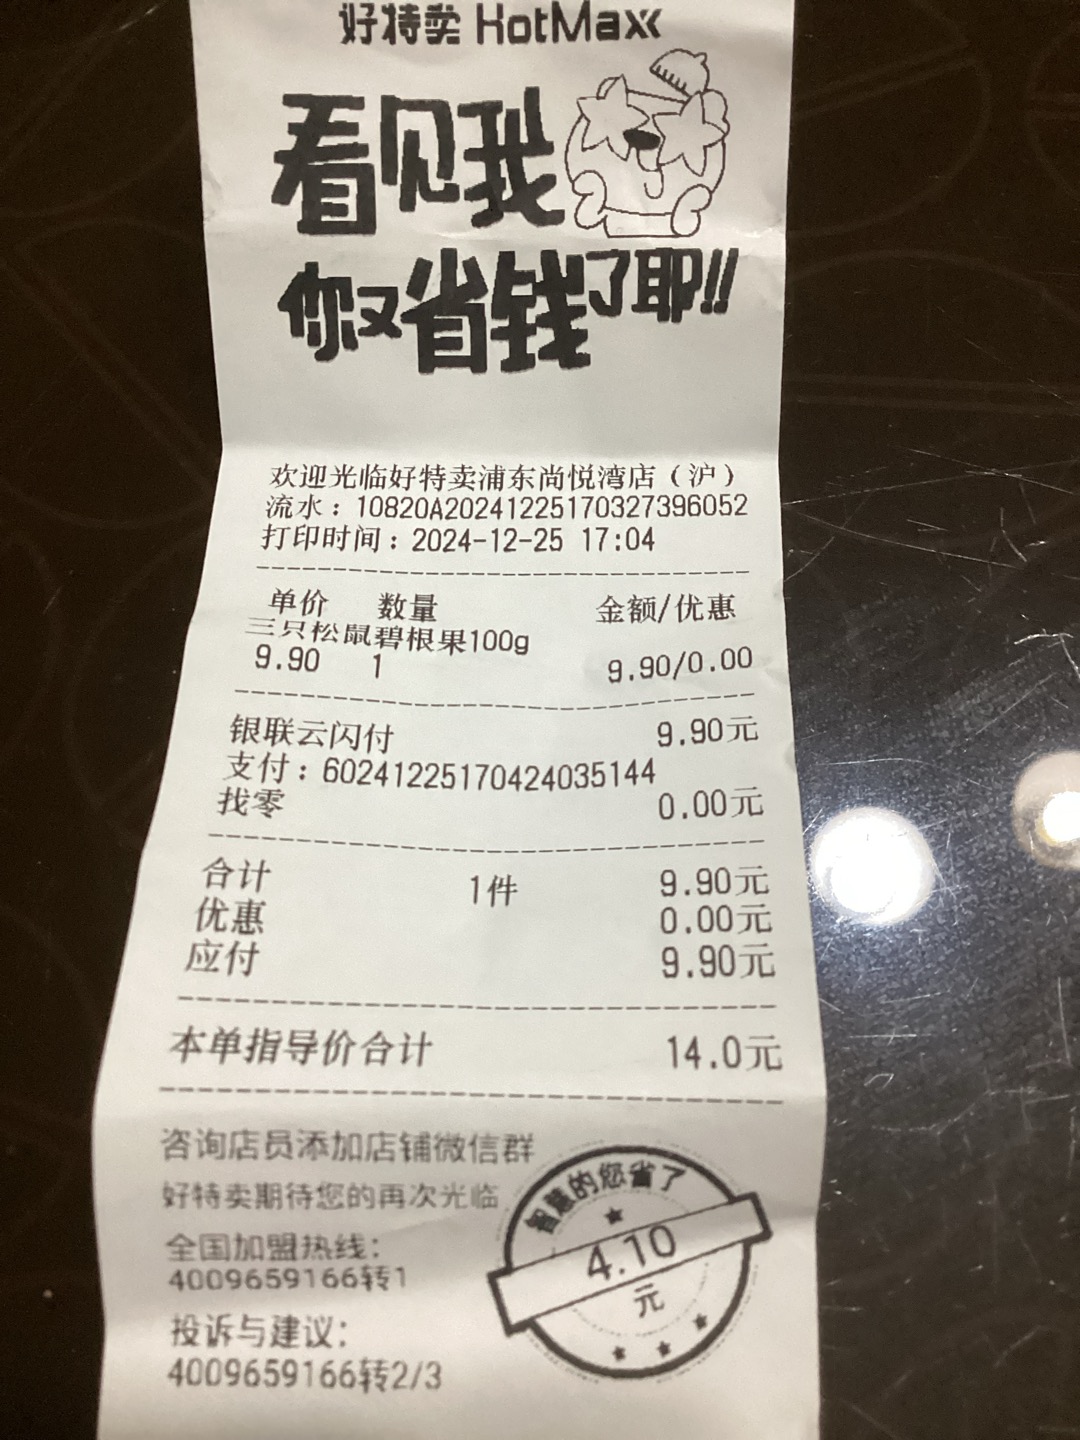 好特卖 HotMaxx
看见我
你又省钱了耶!!
欢迎光临好特卖浦东尚悦湾店（沪）
流水：10820A20241225170327396052
打印时间：2024-12-25 17:04
单价 数量 金额/优惠
三只松鼠碧根果100g
9.90 1 9.90/0.00
银联云闪付 9.90元
支付：60241225170424035144
找零 0.00元
合计 1件 9.90元
优惠 0.00元
应付 9.90元
本单指导价合计 14.0元
咨询店员添加店铺微信群
好特卖期待您的再次光临
全国加盟热线：
4009659166转1
投诉与建议：
4009659166转2/3
智慧的您省了
4.10
元